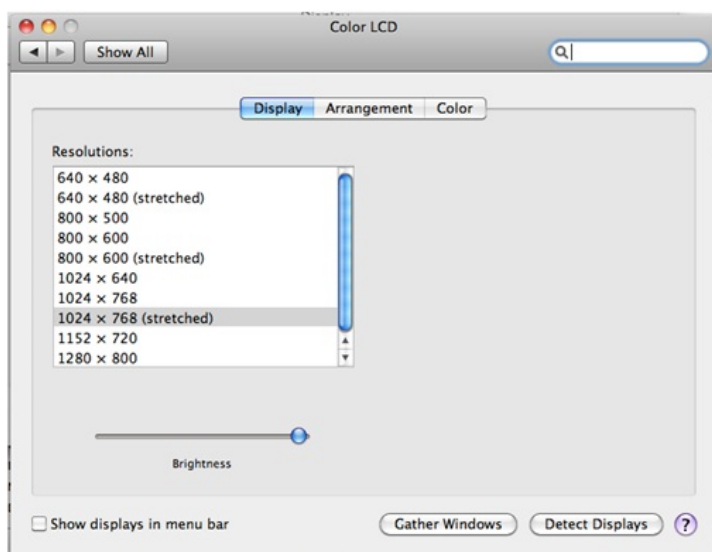 Color LCD
Show All
Display Arrangement Color
Resolutions:
640 × 480
640 × 480 (stretched)
800 × 500
800 × 600
800 × 600 (stretched)
1024 × 640
1024 × 768
1024 × 768 (stretched)
1152 × 720
1280 × 800
Brightness
Show displays in menu bar Gather Windows Detect Displays ?